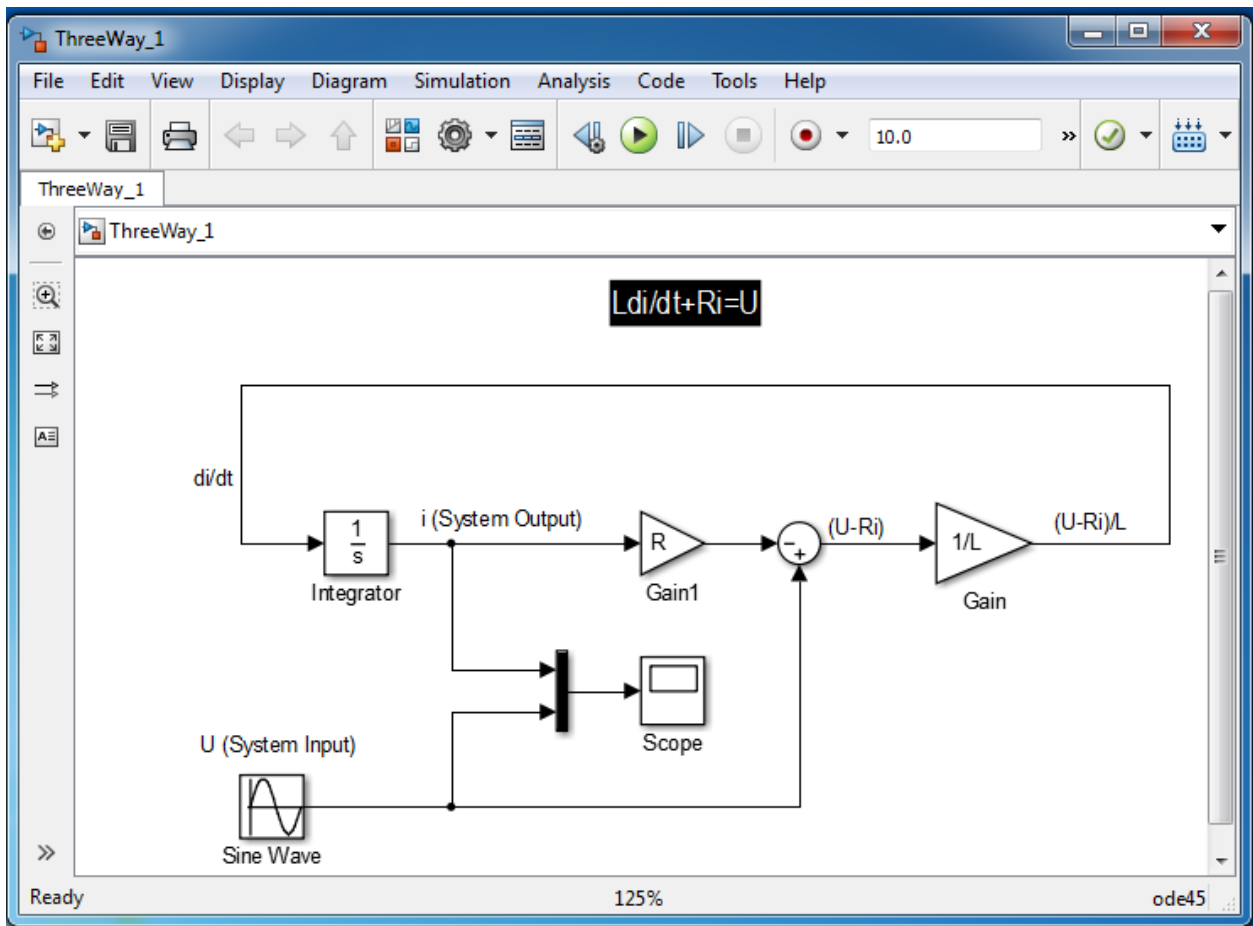 ThreeWay_1
File Edit View Display Diagram Simulation Analysis Code Tools Help
10.0 »
ThreeWay_1
ThreeWay_1
Ldi/dt+Ri=U
di/dt
i (System Output)
(U-Ri)
(U-Ri)/L
1
s
R
-
+
1/L
Integrator
Gain1
Gain
Scope
U (System Input)
Sine Wave
Ready 125% ode45